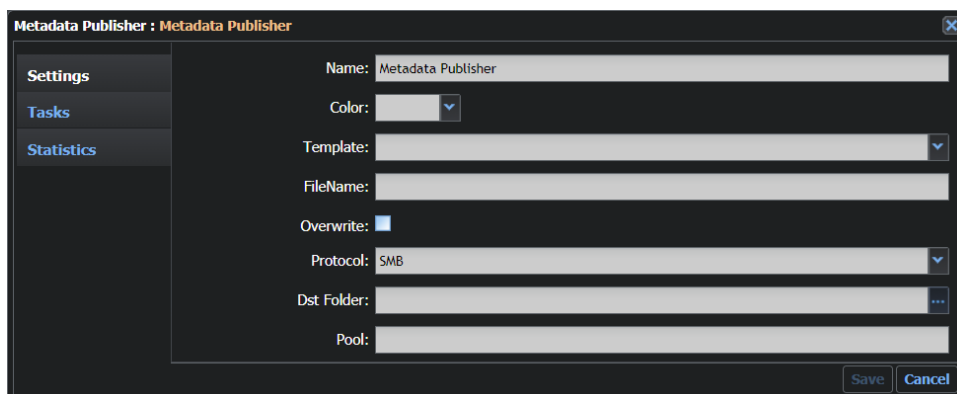 Metadata Publisher : Metadata Publisher
Settings
Tasks
Statistics
Name: Metadata Publisher
Color:
Template:
FileName:
Overwrite:
Protocol: SMB
Dst Folder:
...
Pool:
Save Cancel